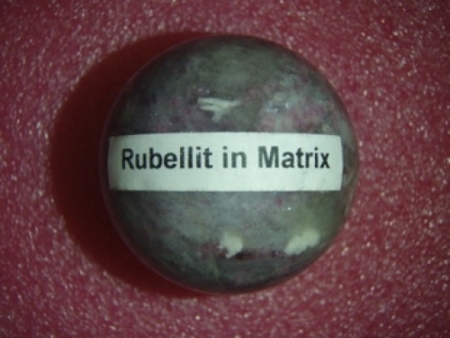 Rubellit in Matrix